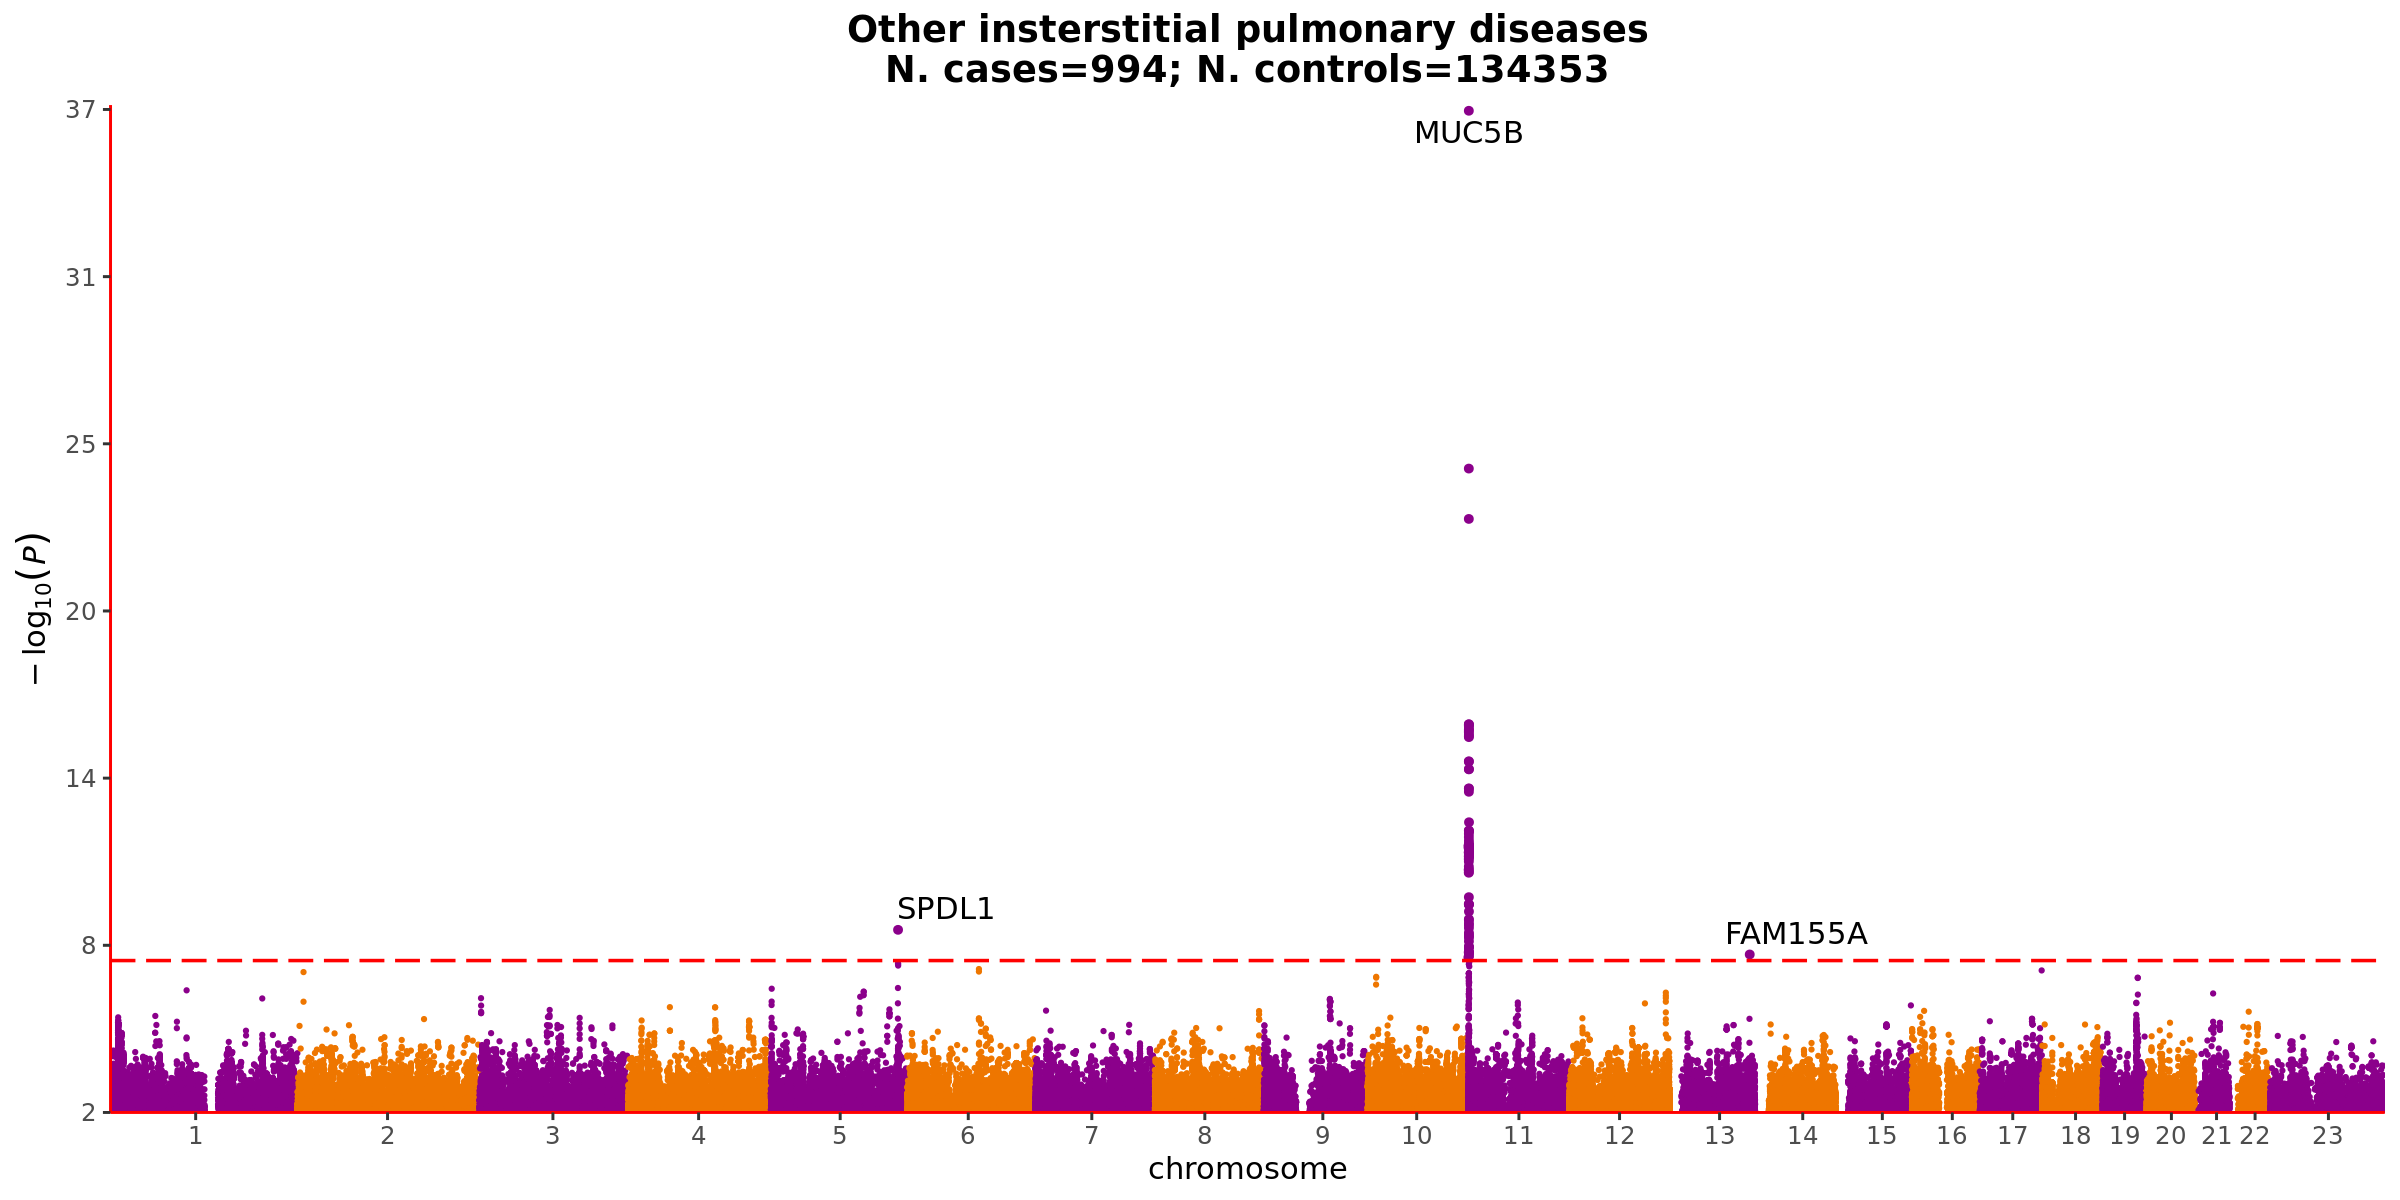 Other insterstitial pulmonary diseases
N. cases=994; N. controls=134353
37
MUC5B
31
25
20
14
SPDL1
FAM155A
8
2
− log10(P)
1 2 3 4 5 6 7 8 9 10 11 12 13 14 15 16 17 18 19 20 21 22 23
chromosome